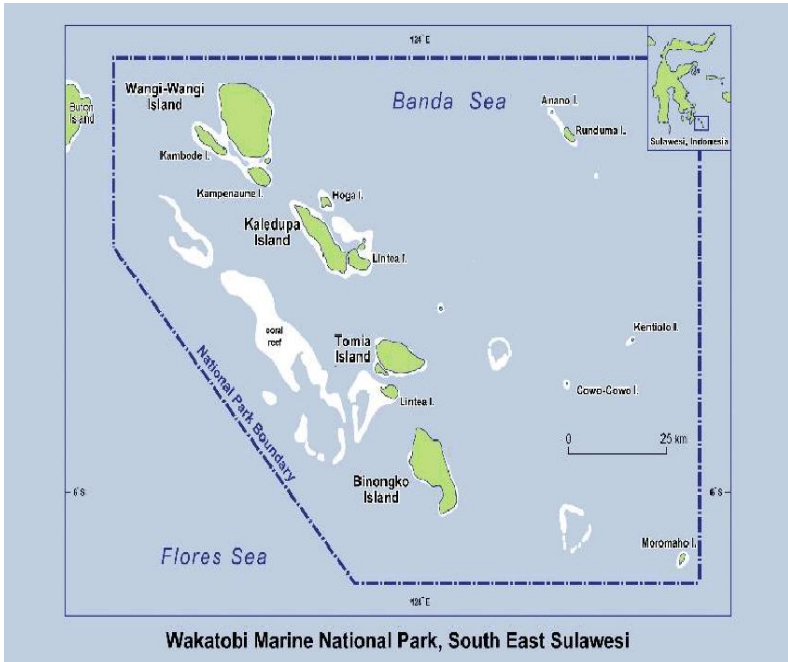 124° E
Wangi-Wangi
Island
Banda Sea
Anano I.
Runduma I.
Sulawesi, Indonesia
Buton
Island
Kambode I.
Kampenaune I.
Hoga I.
Kaledupa
Island
Lintea I.
coral
reef
Tomia
Island
Kentiolo I.
National Park Boundary
Lintea I.
Cowo-Cowo I.
0 25 km
Binongko
Island
6° S
6° S
Moromaho I.
Flores Sea
124° E
Wakatobi Marine National Park, South East Sulawesi